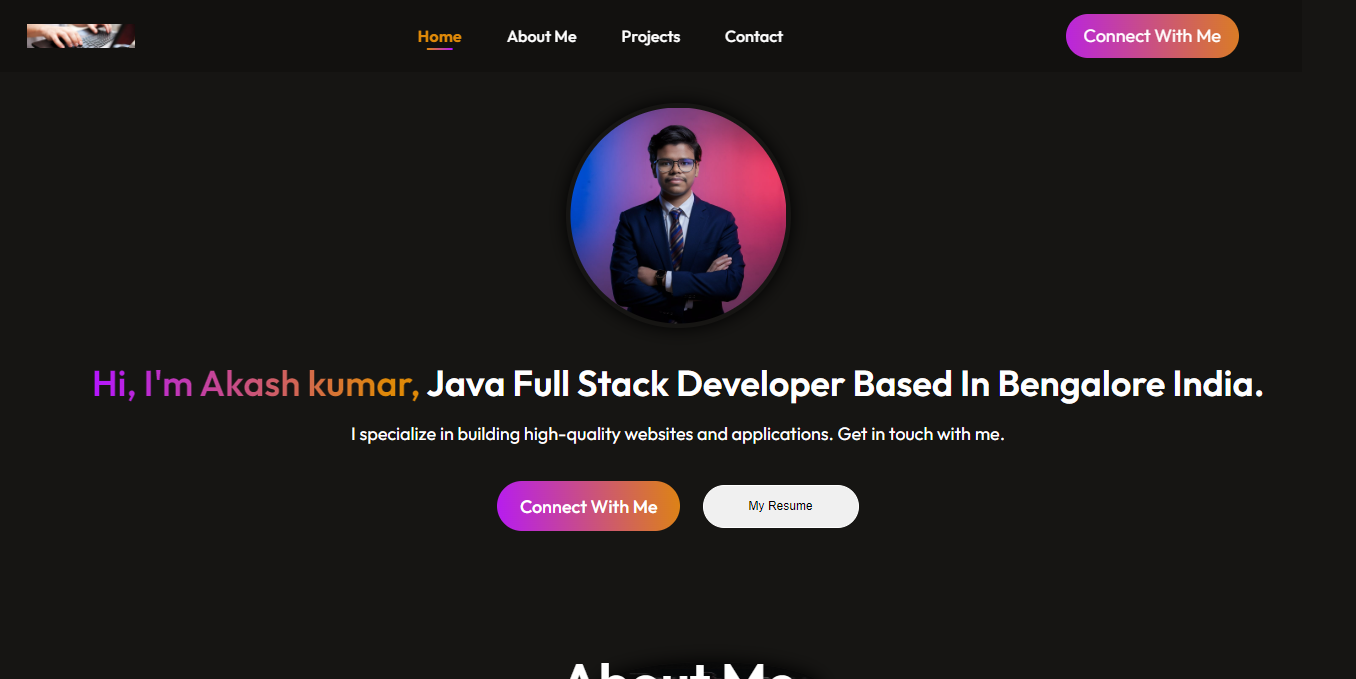 Home About Me Projects Contact Connect With Me
Hi, I'm Akash kumar, Java Full Stack Developer Based In Bengalore India.
I specialize in building high-quality websites and applications. Get in touch with me.
Connect With Me My Resume
About Me